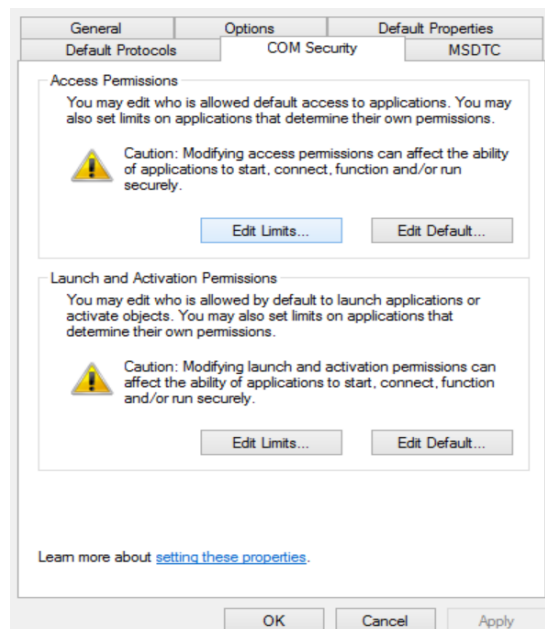 General Options Default Properties
Default Protocols COM Security MSDTC
Access Permissions
You may edit who is allowed default access to applications. You may
also set limits on applications that determine their own permissions.
Caution: Modifying access permissions can affect the ability
of applications to start, connect, function and/or run
securely.
Edit Limits... Edit Default...
Launch and Activation Permissions
You may edit who is allowed by default to launch applications or
activate objects. You may also set limits on applications that
determine their own permissions.
Caution: Modifying launch and activation permissions can
affect the ability of applications to start, connect, function
and/or run securely.
Edit Limits... Edit Default...
Learn more about setting these properties.
OK Cancel Apply